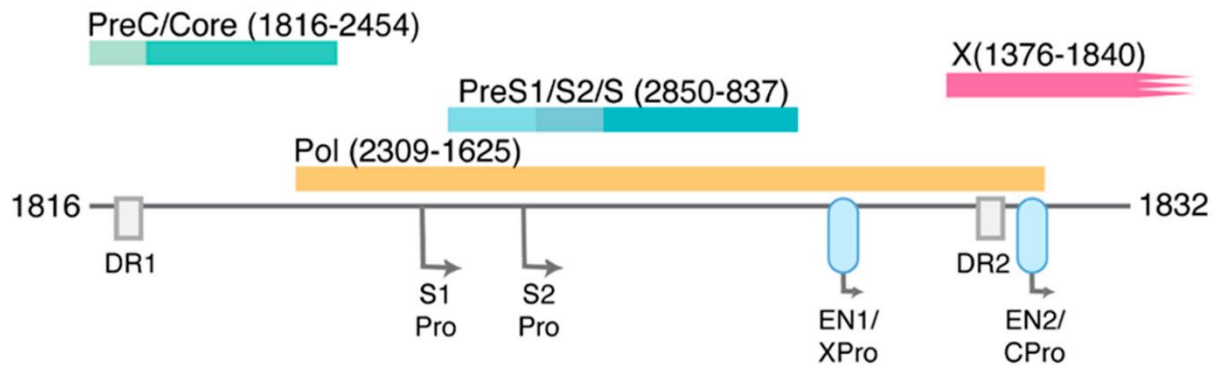 PreC/Core (1816-2454)
X(1376-1840)
PreS1/S2/S (2850-837)
Pol (2309-1625)
1816
1832
DR1
DR2
S1
Pro
S2
Pro
EN1/
XPro
EN2/
CPro